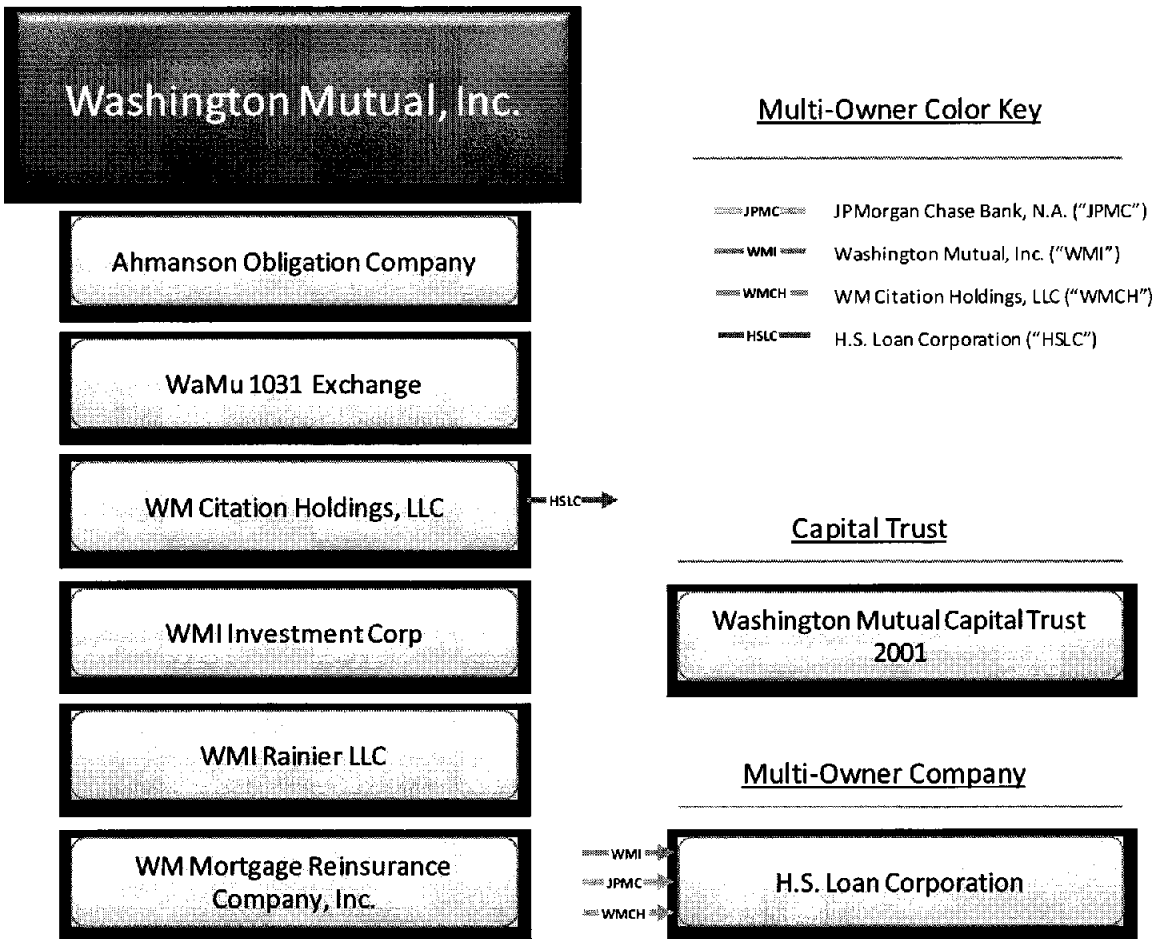 Washington Mutual, Inc.
Ahmanson Obligation Company
WaMu 1031 Exchange
WM Citation Holdings, LLC
HSLC
WMI Investment Corp
WMI Rainier LLC
WM Mortgage Reinsurance
Company, Inc.
Multi-Owner Color Key
JPMC JPMorgan Chase Bank, N.A. ("JPMC")
WMI Washington Mutual, Inc. ("WMI")
WMCH WM Citation Holdings, LLC ("WMCH")
HSLC H.S. Loan Corporation ("HSLC")
Capital Trust
Washington Mutual Capital Trust
2001
Multi-Owner Company
WMI
JPMC
WMCH
H.S. Loan Corporation